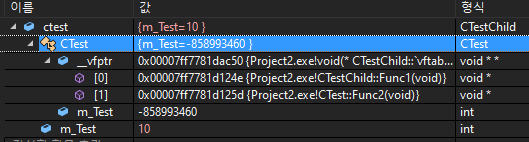 이름 값 형식
ctest {m_Test=10 } CTestChild
CTest {m_Test=-858993460 } CTest
__vfptr 0x00007ff7781dac50 {Project2.exe!void(* CTestChild::`vftab... void * *
[0] 0x00007ff7781d124e {Project2.exe!CTestChild::Func1(void)} void *
[1] 0x00007ff7781d125d {Project2.exe!CTest::Func2(void)} void *
m_Test -858993460 int
m_Test 10 int